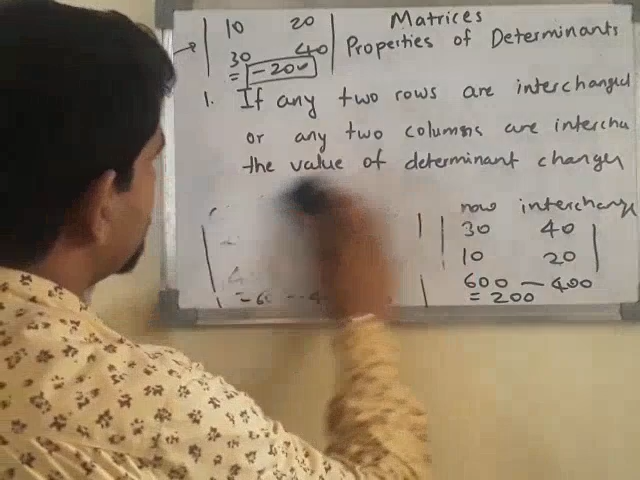 Matrices
Properties of Determinants
10 20
30 40
= -200
1. If any two rows are interchanged
or any two columns are intercha
the value of determinant changes
now interchange
30 40
10 20
600 - 400
= 200